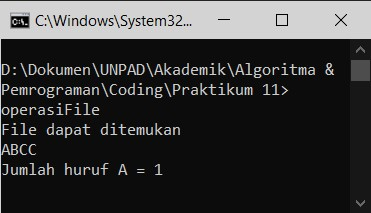 C:\Windows\System32...
D:\Dokumen\UNPAD\Akademik\Algoritma &
Pemrograman\Coding\Praktikum 11>
operasiFile
File dapat ditemukan
ABCC
Jumlah huruf A = 1